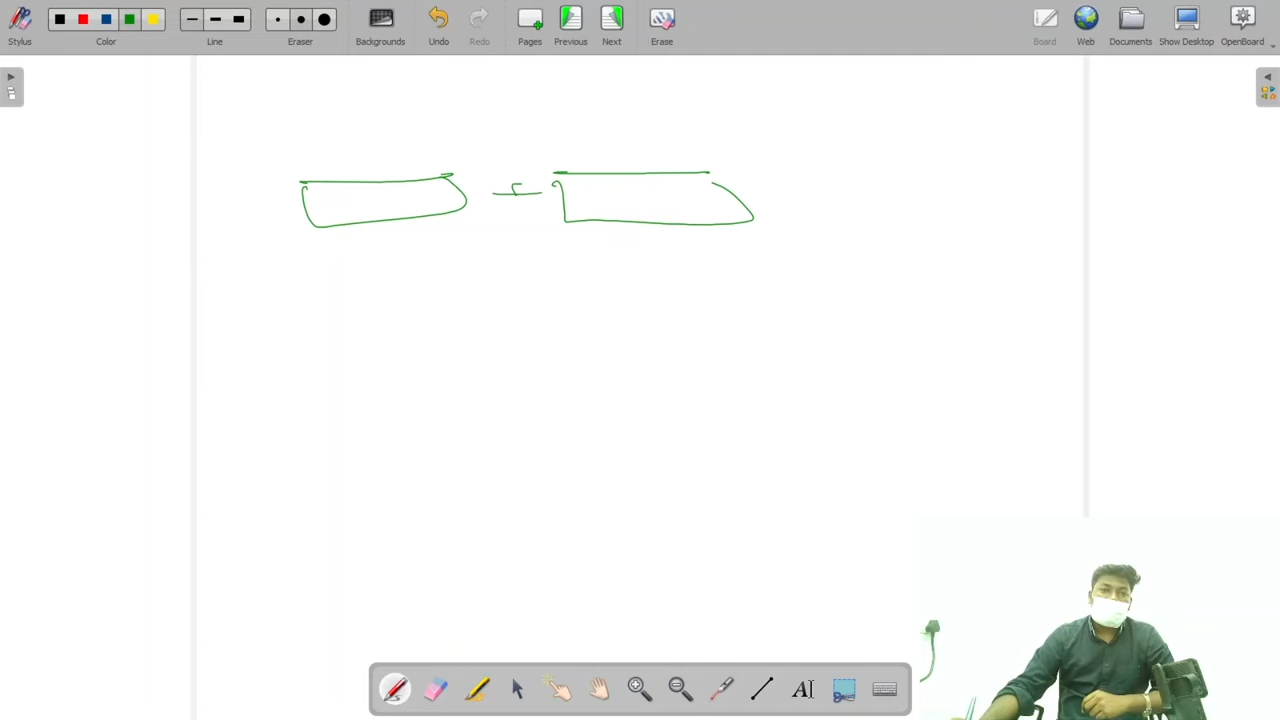 Stylus
Color
Line
Eraser
Backgrounds
Undo
Redo
Pages
Previous
Next
Erase
Board
Web
Documents
Show Desktop
OpenBoard